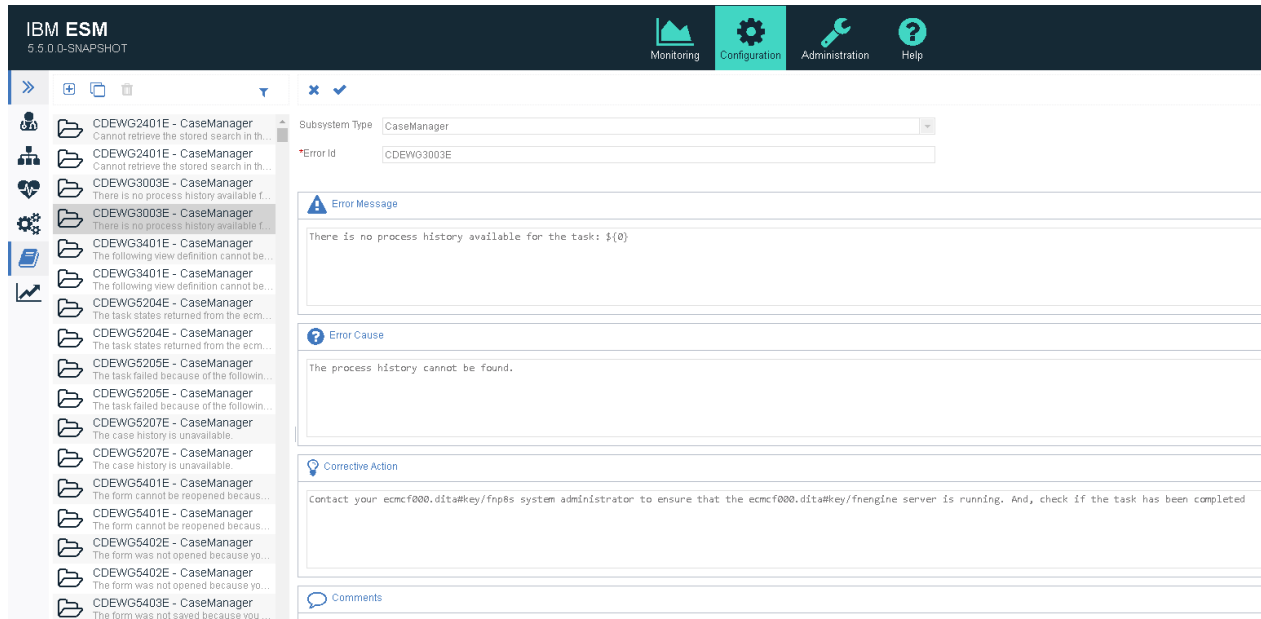 IBM ESM
5.5.0.0-SNAPSHOT
Monitoring
Configuration
Administration
Help
CDEWG2401E - CaseManager
Cannot retrieve the stored search in th...
CDEWG2401E - CaseManager
Cannot retrieve the stored search in th...
CDEWG3003E - CaseManager
There is no process history available f...
CDEWG3003E - CaseManager
There is no process history available f...
CDEWG3401E - CaseManager
The following view definition cannot be...
CDEWG3401E - CaseManager
The following view definition cannot be...
CDEWG5204E - CaseManager
The task states returned from the ecm...
CDEWG5204E - CaseManager
The task states returned from the ecm...
CDEWG5205E - CaseManager
The task failed because of the followin...
CDEWG5205E - CaseManager
The task failed because of the followin...
CDEWG5207E - CaseManager
The case history is unavailable.
CDEWG5207E - CaseManager
The case history is unavailable.
CDEWG5401E - CaseManager
The form cannot be reopened becaus...
CDEWG5401E - CaseManager
The form cannot be reopened becaus...
CDEWG5402E - CaseManager
The form was not opened because yo...
CDEWG5402E - CaseManager
The form was not opened because yo...
CDEWG5403E - CaseManager
The form was not saved because you ...
Subsystem Type CaseManager
*Error Id CDEWG3003E
Error Message
There is no process history available for the task: ${0}
Error Cause
The process history cannot be found.
Corrective Action
Contact your ecmcf000.dita#key/fnp8s system administrator to ensure that the ecmcf000.dita#key/fnengine server is running. And, check if the task has been completed
Comments